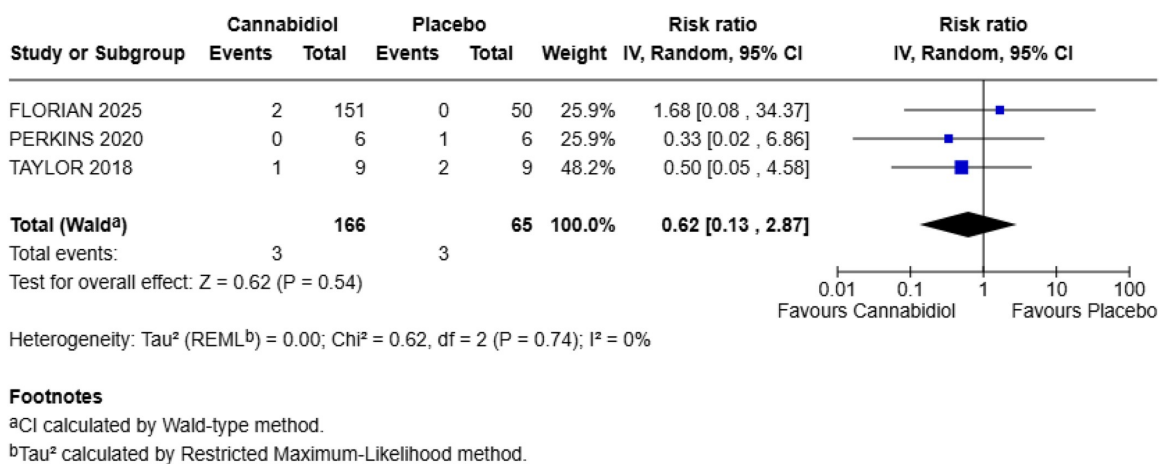 Cannabidiol Placebo Risk ratio Risk ratio
Study or Subgroup Events Total Events Total Weight IV, Random, 95% CI IV, Random, 95% CI
FLORIAN 2025 2 151 0 50 25.9% 1.68 [0.08 , 34.37]
PERKINS 2020 0 6 1 6 25.9% 0.33 [0.02 , 6.86]
TAYLOR 2018 1 9 2 9 48.2% 0.50 [0.05 , 4.58]
Total (Waldᵃ) 166 65 100.0% 0.62 [0.13 , 2.87]
Total events: 3 3
Test for overall effect: Z = 0.62 (P = 0.54)
0.01 0.1 1 10 100
Favours Cannabidiol Favours Placebo
Heterogeneity: Tau² (REMLᵇ) = 0.00; Chi² = 0.62, df = 2 (P = 0.74); I² = 0%
Footnotes
ᵃCI calculated by Wald-type method.
ᵇTau² calculated by Restricted Maximum-Likelihood method.